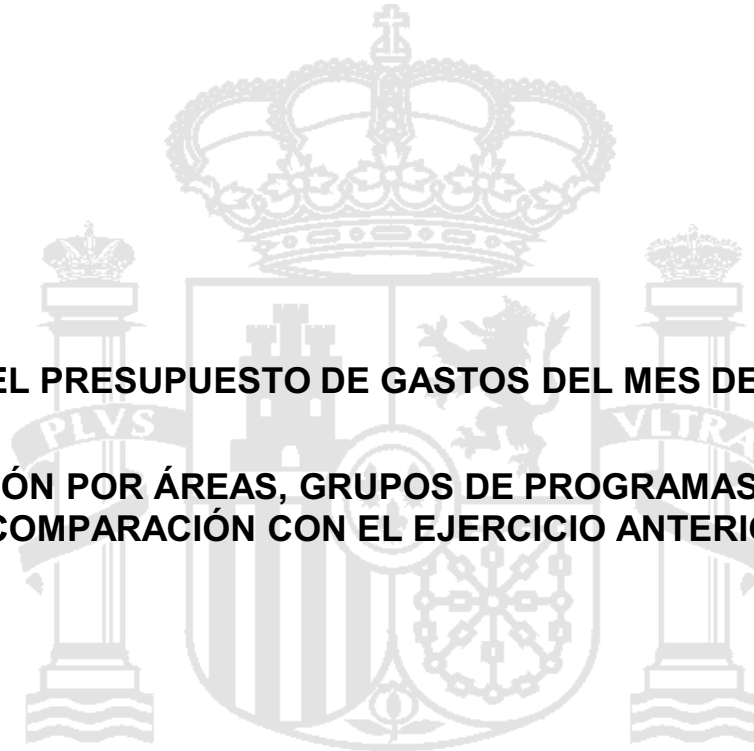 EL PRESUPUESTO DE GASTOS DEL MES DE
PLVS VLTRA
ÓN POR ÁREAS, GRUPOS DE PROGRAMAS
COMPARACIÓN CON EL EJERCICIO ANTERIO